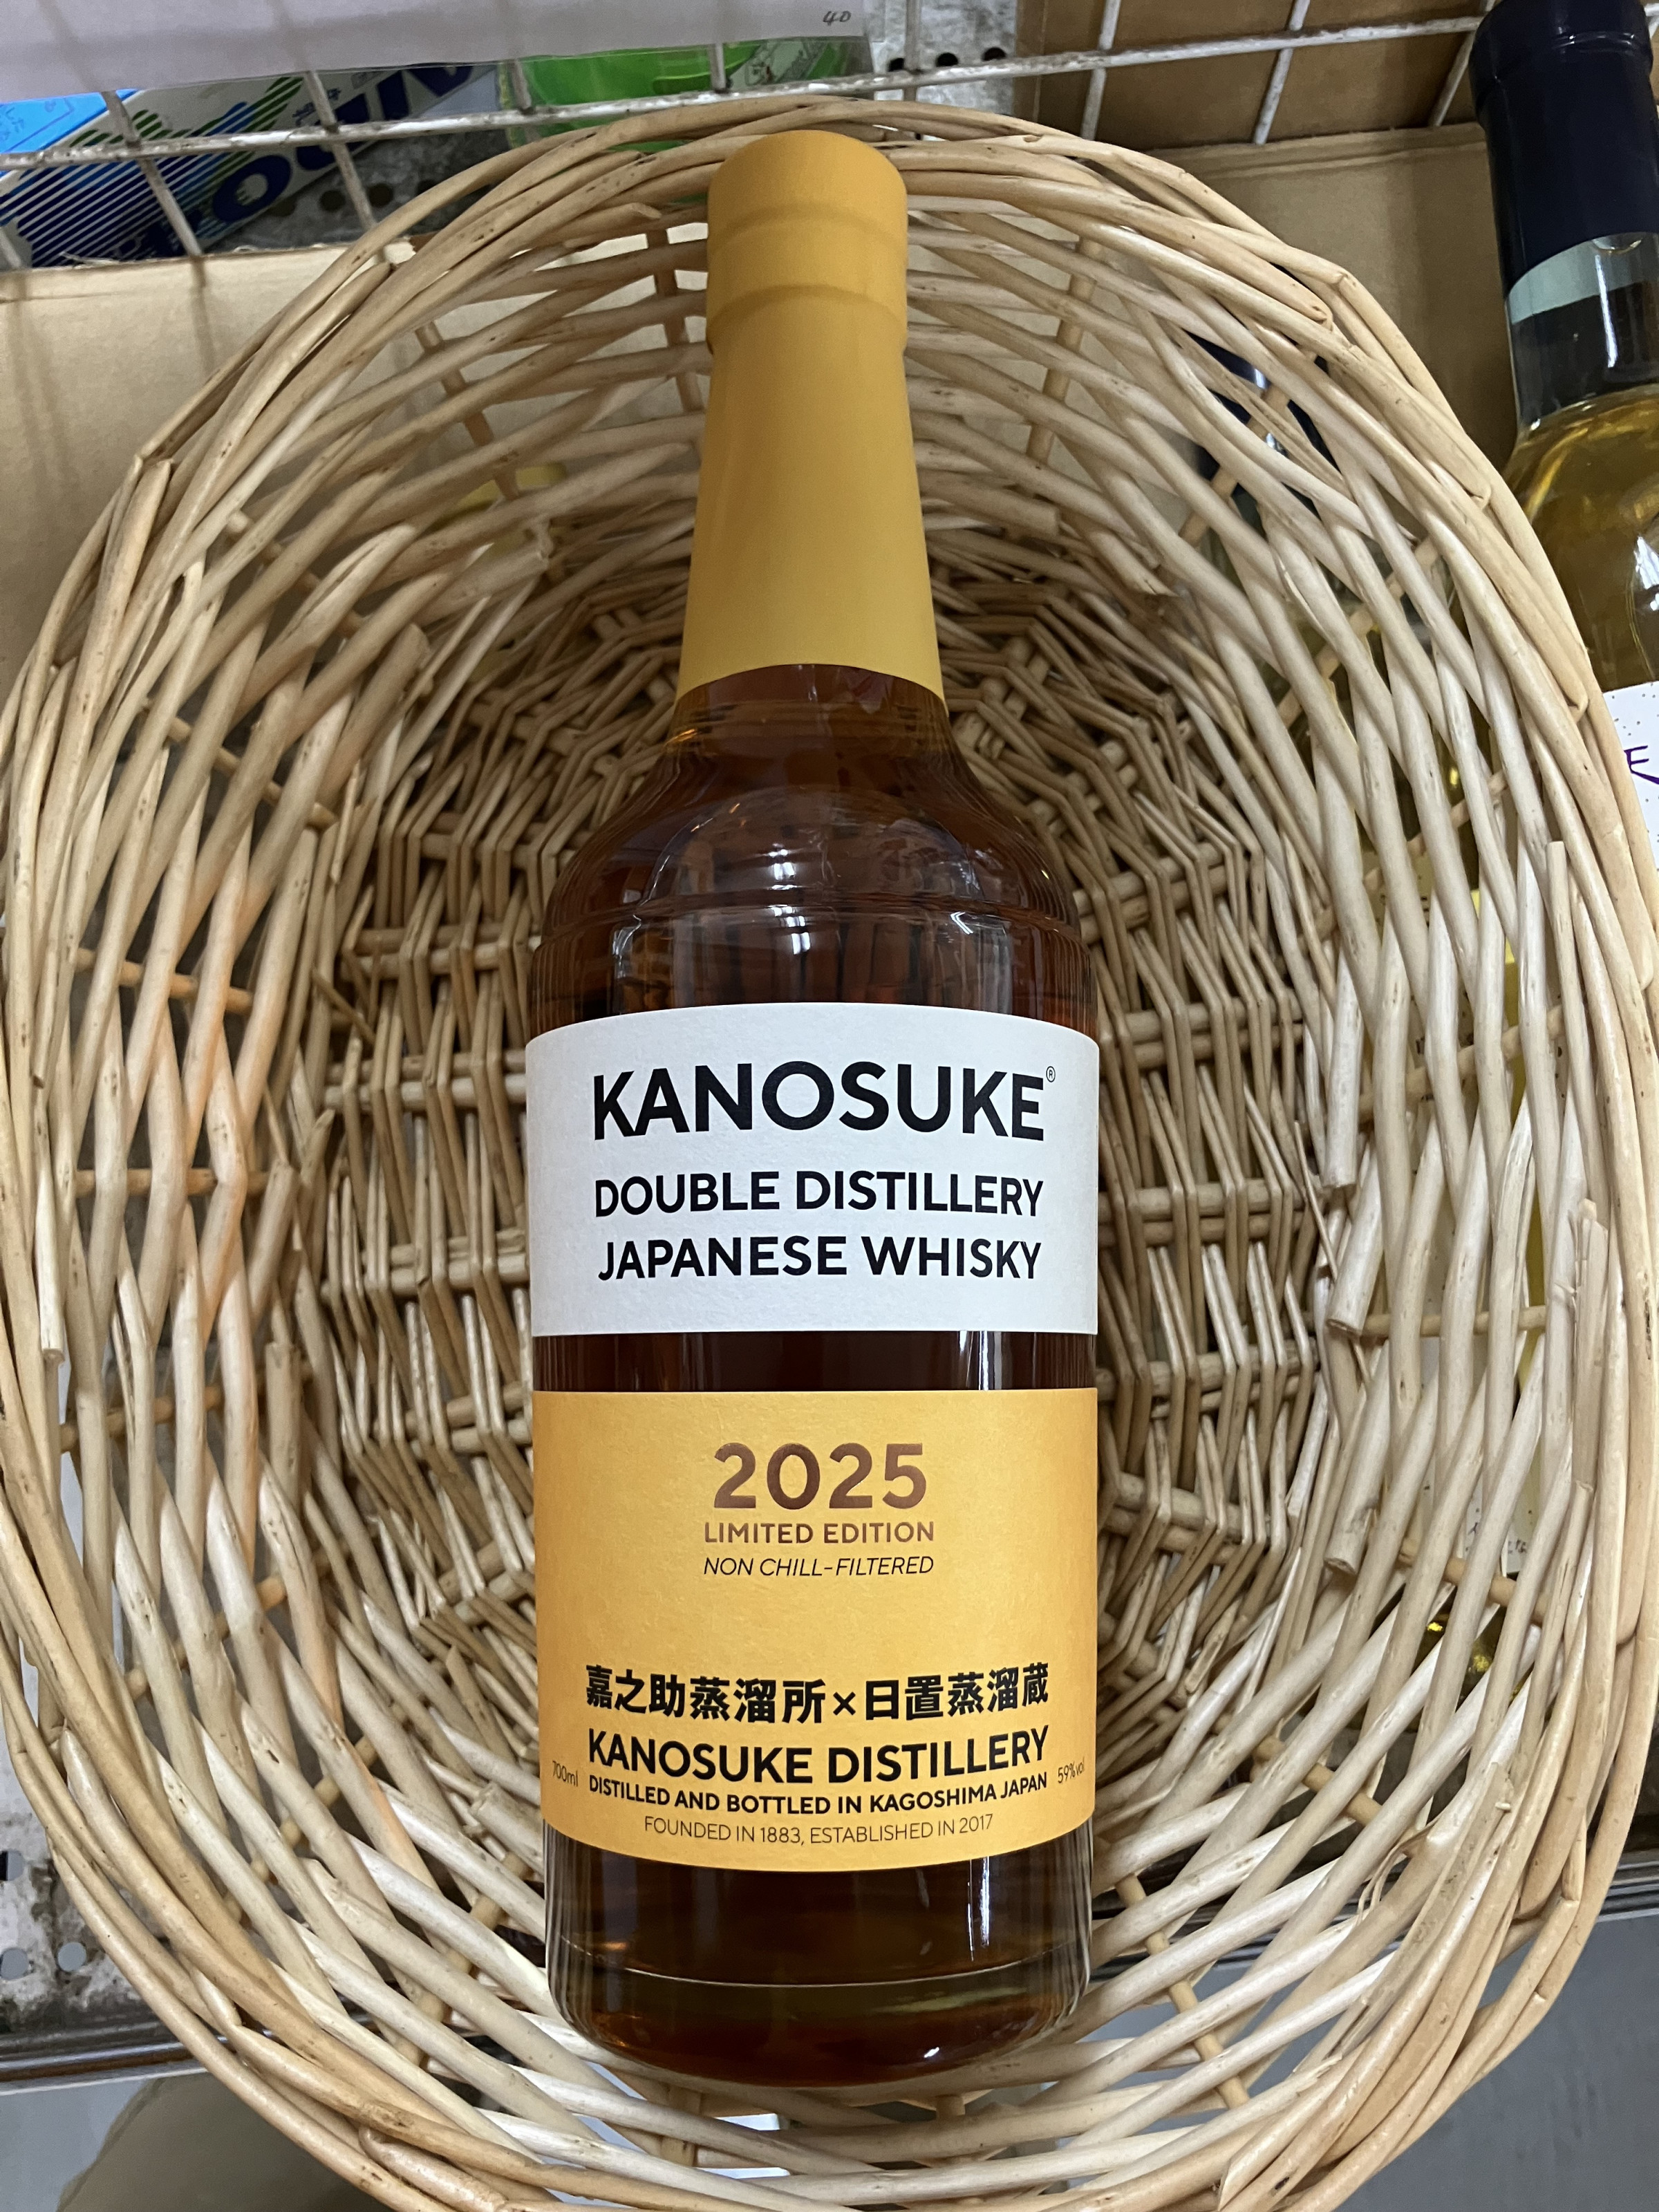 40
KANOSUKE®
DOUBLE DISTILLERY
JAPANESE WHISKY
2025
LIMITED EDITION
NON CHILL-FILTERED
嘉之助蒸溜所×日置蒸溜蔵
KANOSUKE DISTILLERY
700ml DISTILLED AND BOTTLED IN KAGOSHIMA JAPAN 59%vol
FOUNDED IN 1883, ESTABLISHED IN 2017